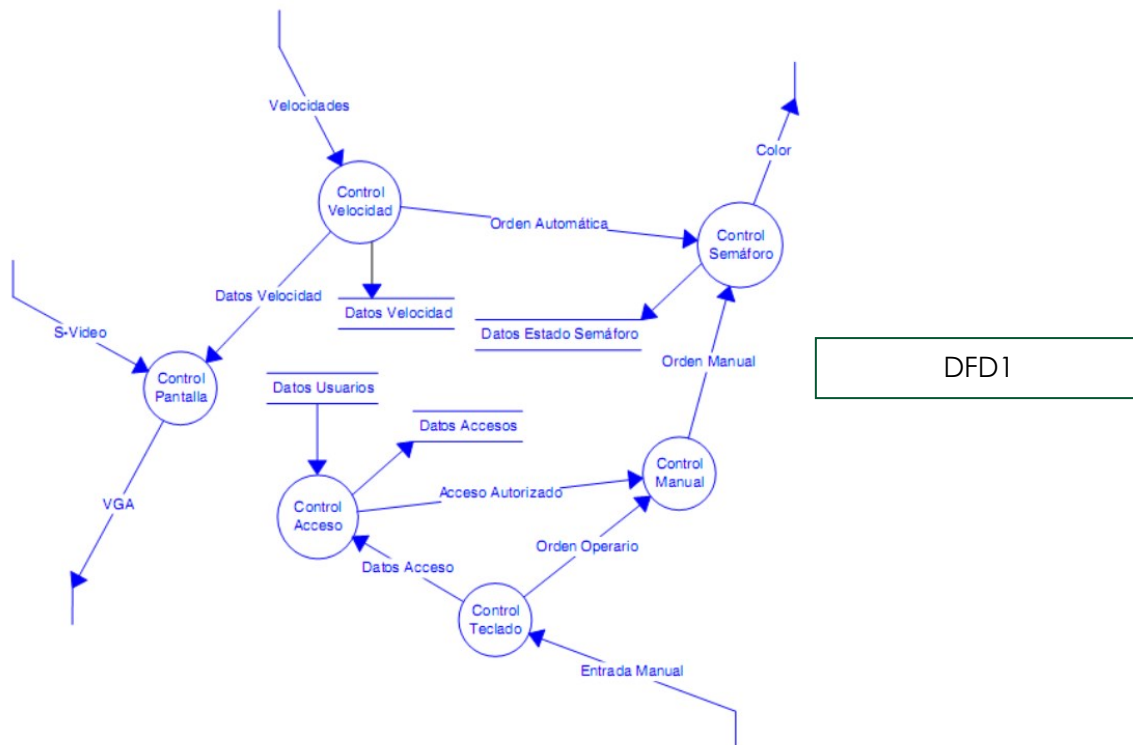 Velocidades
Color
Control
Velocidad
Orden Automática
Control
Semáforo
Datos Velocidad
Datos Velocidad
S-Video
Datos Estado Semáforo
Orden Manual
DFD1
Control
Pantalla
Datos Usuarios
Datos Accesos
Control
Manual
VGA
Acceso Autorizado
Control
Acceso
Orden Operario
Datos Acceso
Control
Teclado
Entrada Manual